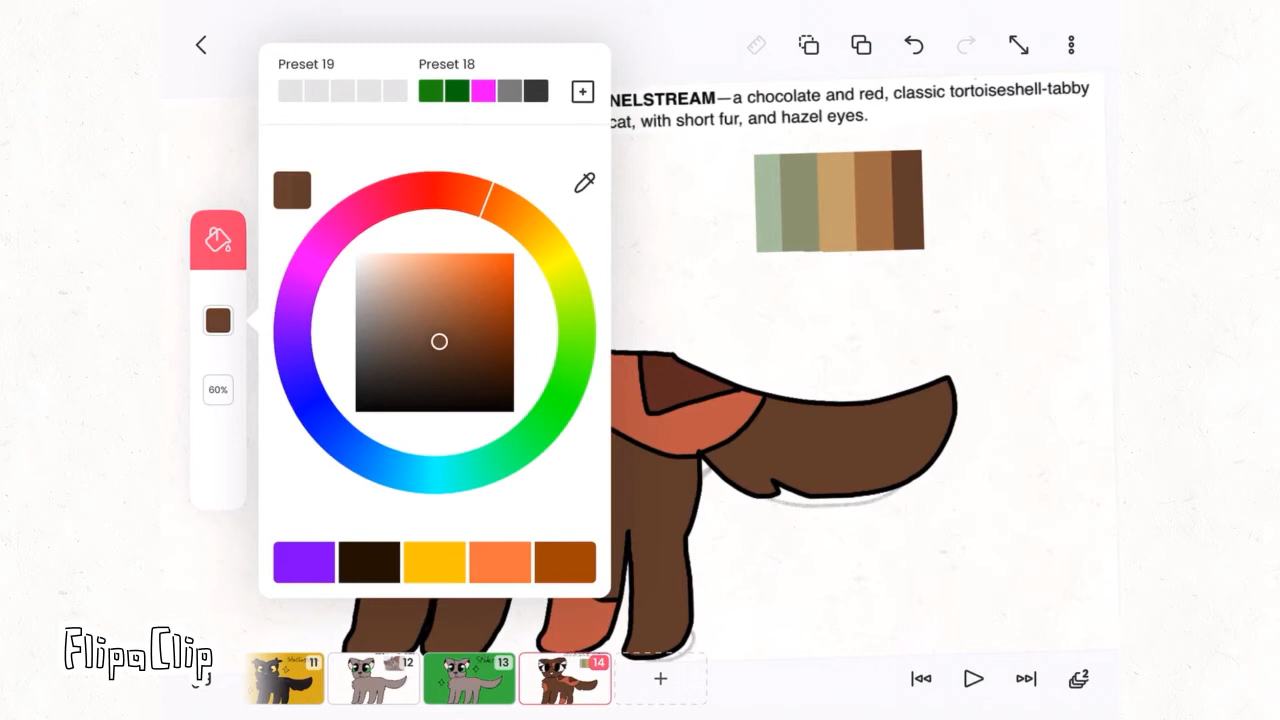 Preset 19
Preset 18
NELSTREAM—a chocolate and red, classic tortoiseshell-tabby
cat, with short fur, and hazel eyes.
60%
FlipaClip
11
12
13
14